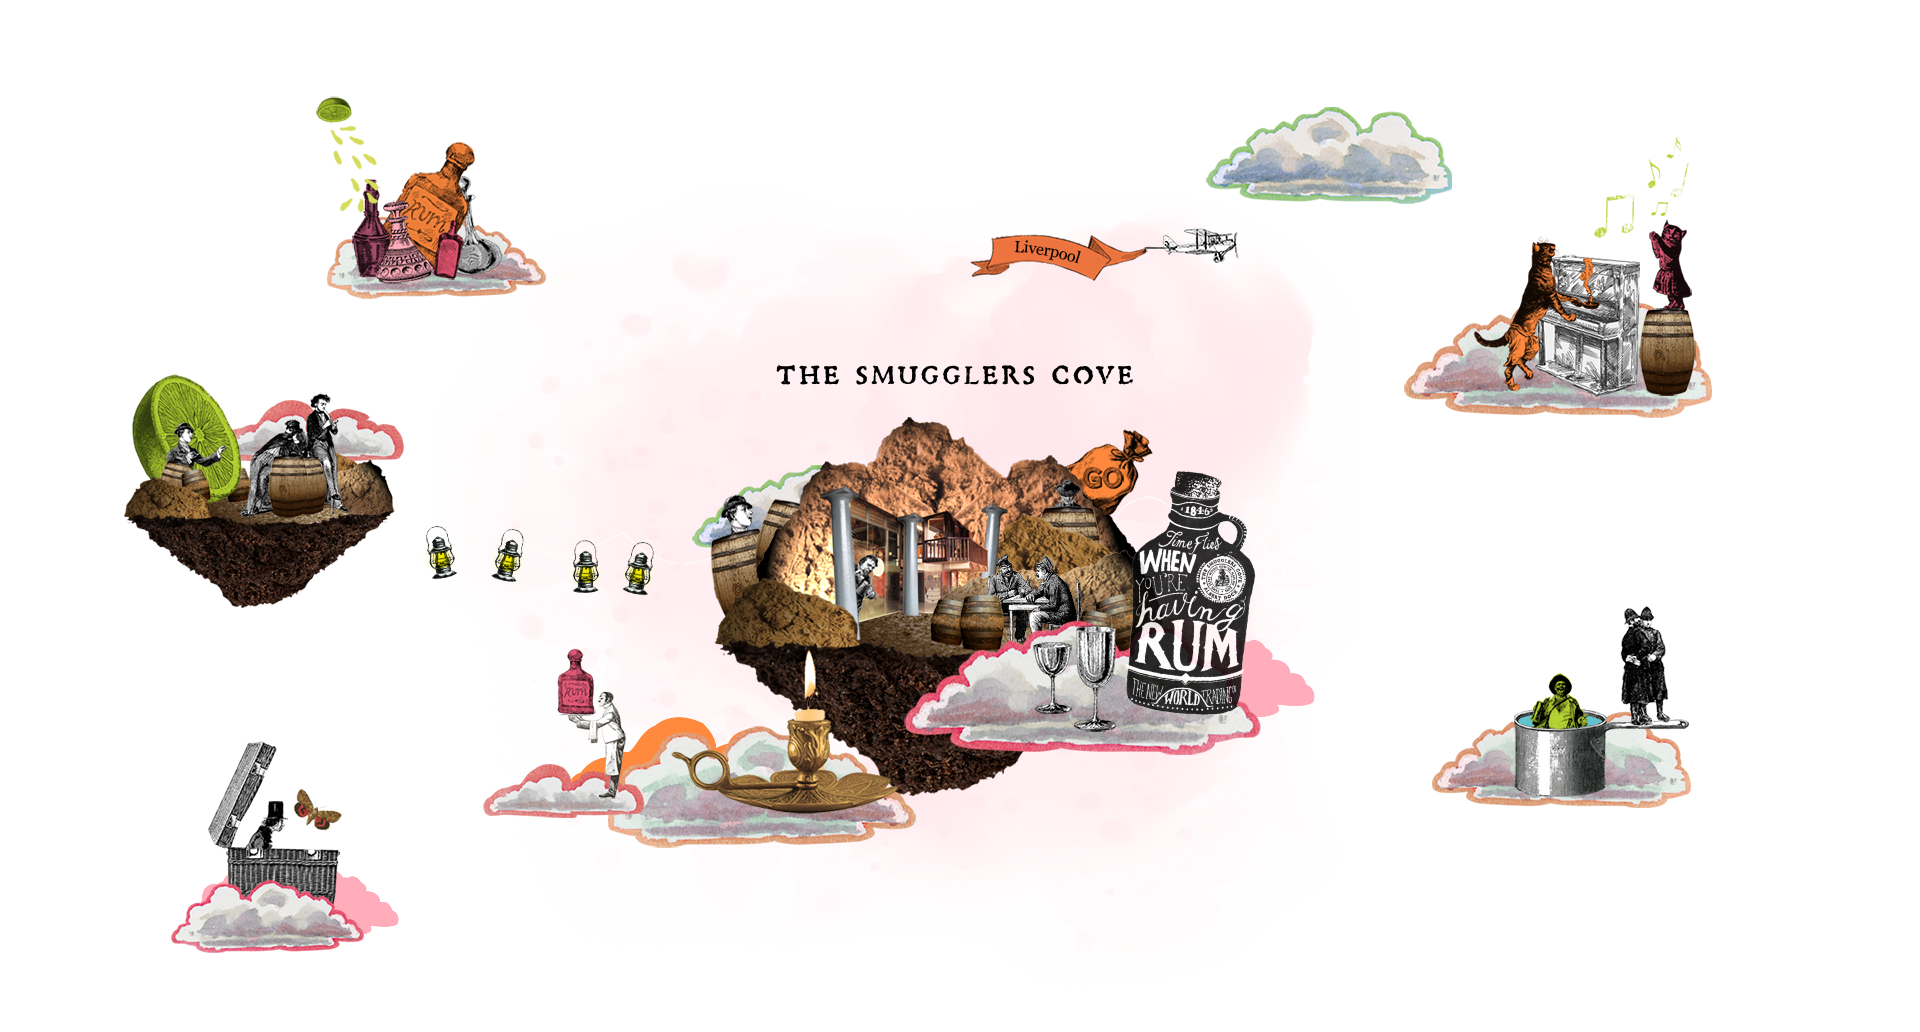 Rum
Liverpool
THE SMUGGLERS COVE
GO
1846
Time Flies
WHEN
YOU'RE
having
RUM
THE NEW WORLD TRADING
Rum